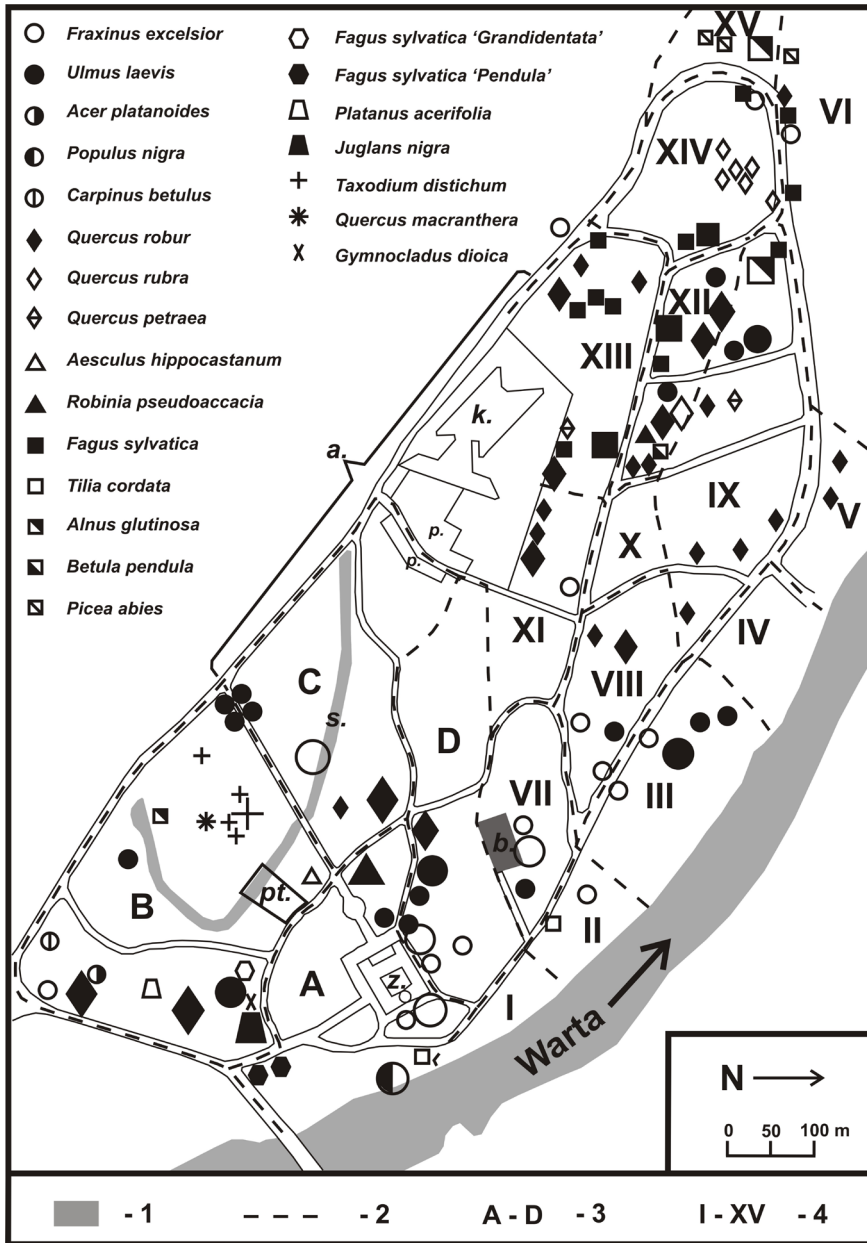 Fraxinus excelsior
Ulmus laevis
Acer platanoides
Populus nigra
Carpinus betulus
Quercus robur
Quercus rubra
Quercus petraea
Aesculus hippocastanum
Robinia pseudoaccacia
Fagus sylvatica
Tilia cordata
Alnus glutinosa
Betula pendula
Picea abies
Fagus sylvatica ‘Grandidentata’
Fagus sylvatica ‘Pendula’
Platanus acerifolia
Juglans nigra
Taxodium distichum
Quercus macranthera
Gymnocladus dioica
XV
VI
XIV
XII
XIII
k.
a.
p.
p.
IX
V
X
XI
IV
VIII
C
s.
D
VII
III
b.
B
pt.
II
A
z.
I
Warta
N
0 50 100 m
- 1
- 2
A - D - 3
I - XV - 4